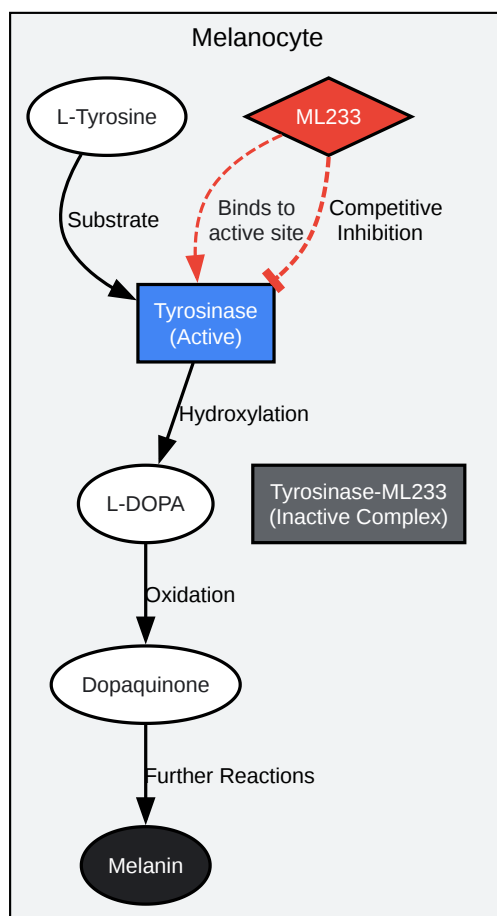 Melanocyte
L-Tyrosine
ML233
Substrate
Binds to
active site
Competitive
Inhibition
Tyrosinase
(Active)
Hydroxylation
L-DOPA
Tyrosinase-ML233
(Inactive Complex)
Oxidation
Dopaquinone
Further Reactions
Melanin